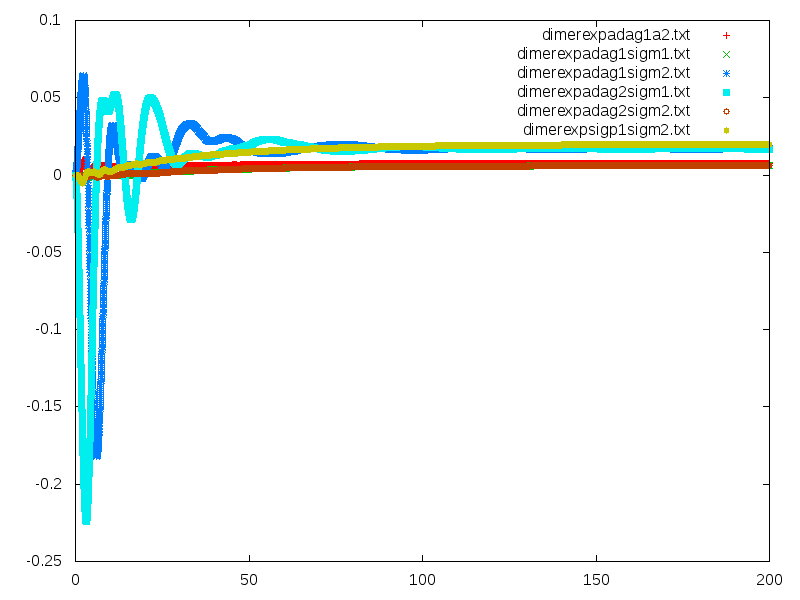 0.1
0.05
0
-0.05
-0.1
-0.15
-0.2
-0.25
dimerexpadag1a2.txt
dimerexpadag1sigm1.txt
dimerexpadag1sigm2.txt
dimerexpadag2sigm1.txt
dimerexpadag2sigm2.txt
dimerexpsigp1sigm2.txt
0 50 100 150 200